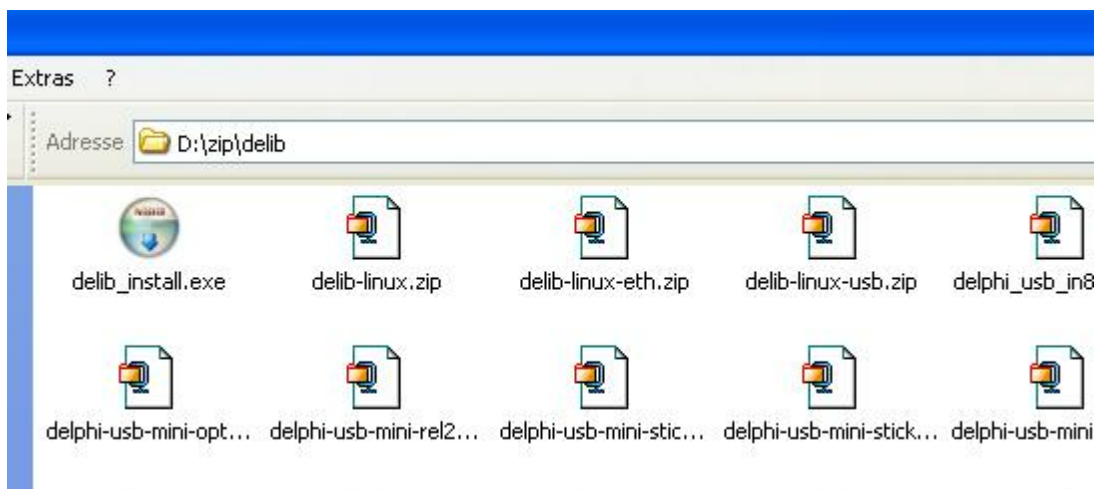 Extras ?
Adresse D:\zip\delib
delib_install.exe delib-linux.zip delib-linux-eth.zip delib-linux-usb.zip delphi_usb_in8
delphi-usb-mini-opt... delphi-usb-mini-rel2... delphi-usb-mini-stic... delphi-usb-mini-stick... delphi-usb-mini